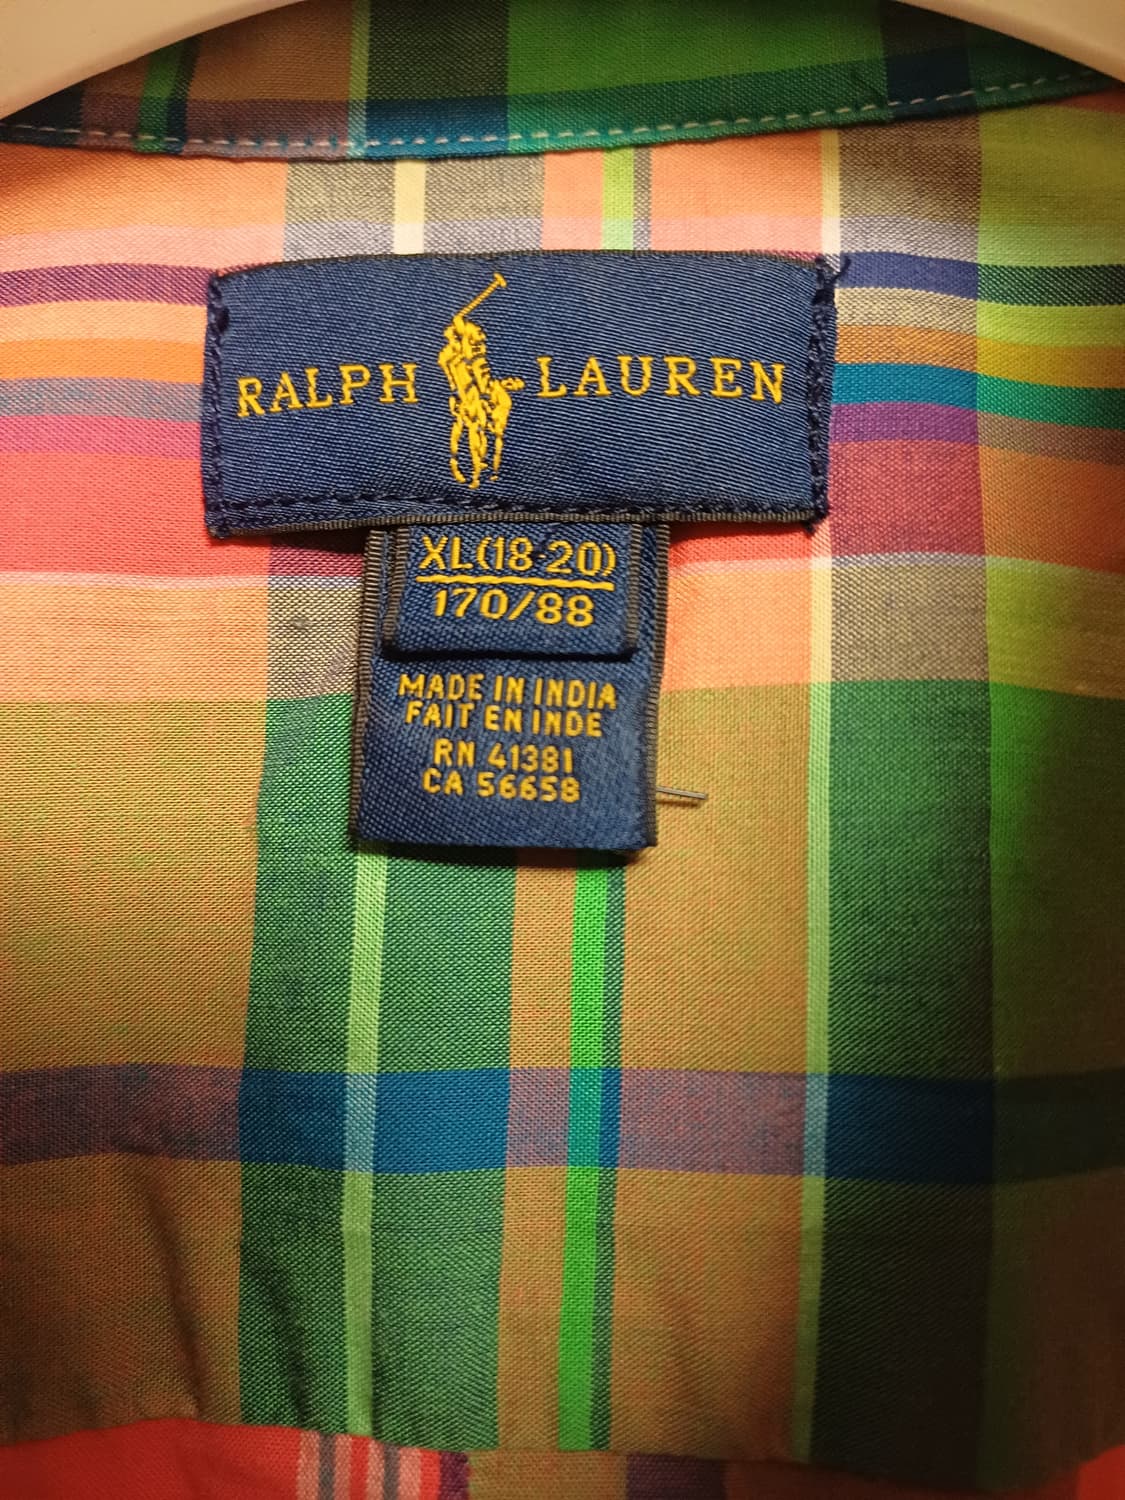 RALPH LAUREN
XL(18-20)
170/88
MADE IN INDIA
FAIT EN INDE
RN 41381
CA 56658